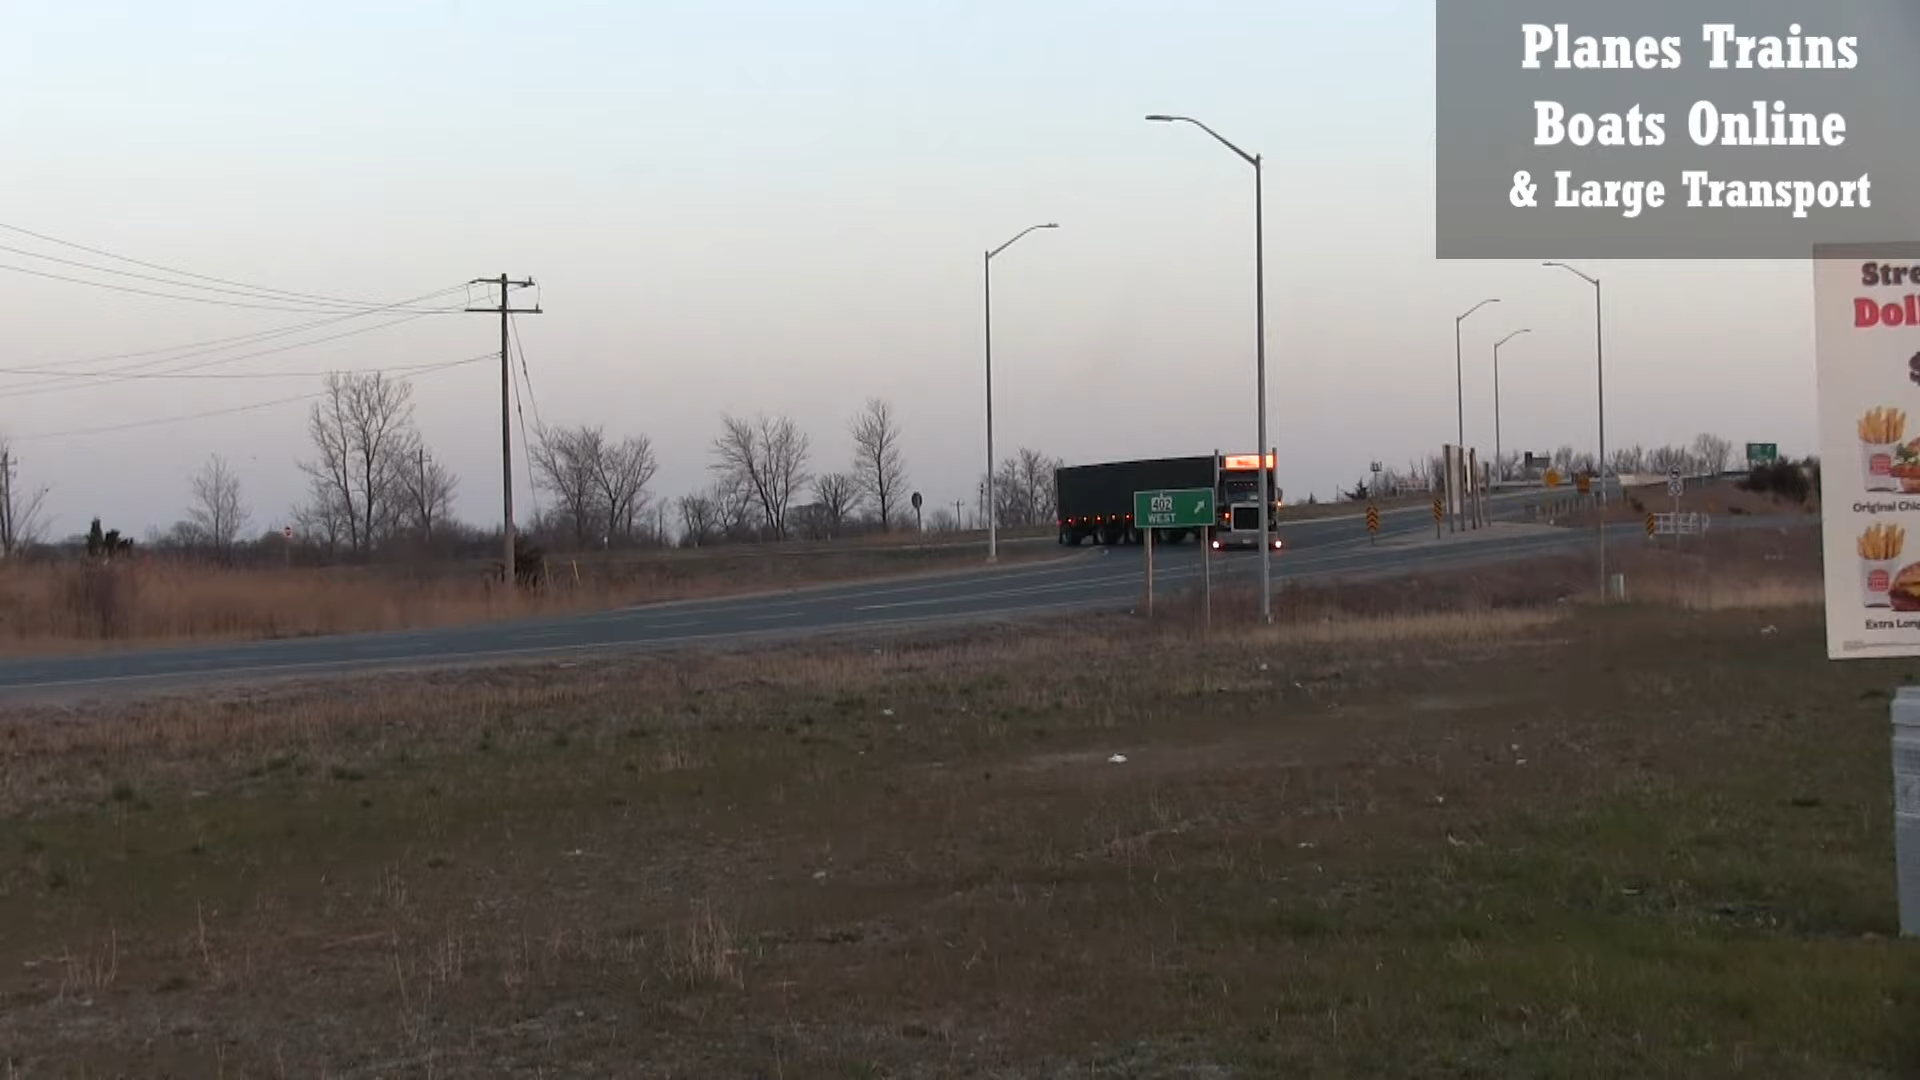 Planes Trains
Boats Online
& Large Transport
Stre
Doll
$
Original Chic
Extra Long
402
WEST